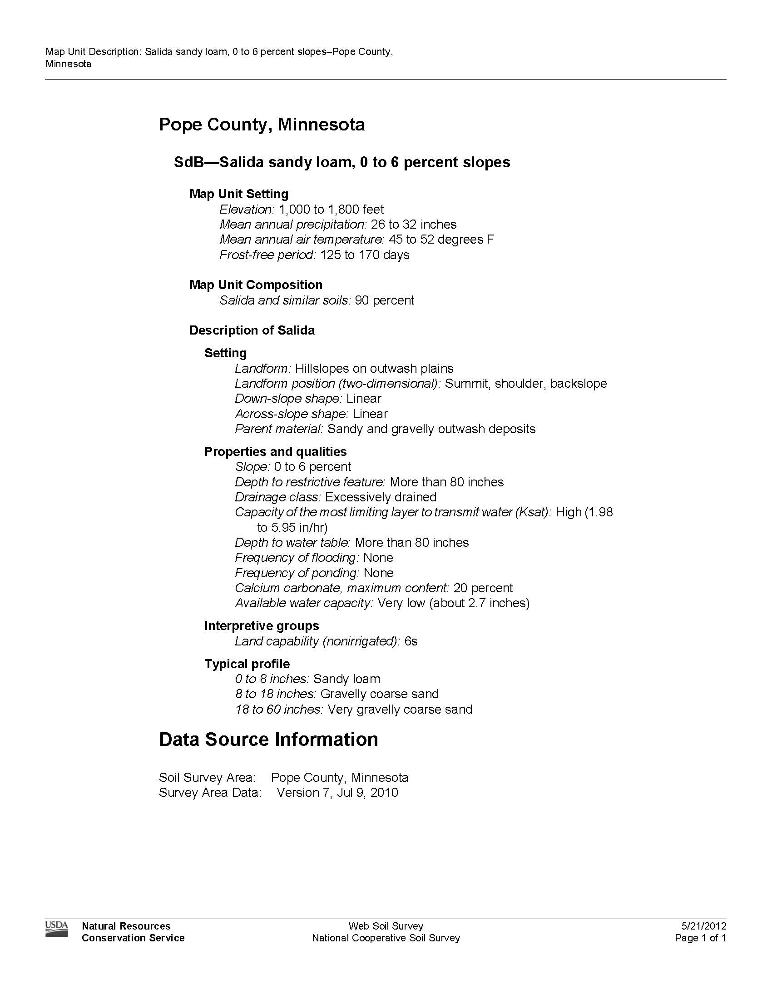 Map Unit Description: Salida sandy loam, 0 to 6 percent slopes–Pope County,
Minnesota
Pope County, Minnesota
SdB—Salida sandy loam, 0 to 6 percent slopes
Map Unit Setting
Elevation: 1,000 to 1,800 feet
Mean annual precipitation: 26 to 32 inches
Mean annual air temperature: 45 to 52 degrees F
Frost-free period: 125 to 170 days
Map Unit Composition
Salida and similar soils: 90 percent
Description of Salida
Setting
Landform: Hillslopes on outwash plains
Landform position (two-dimensional): Summit, shoulder, backslope
Down-slope shape: Linear
Across-slope shape: Linear
Parent material: Sandy and gravelly outwash deposits
Properties and qualities
Slope: 0 to 6 percent
Depth to restrictive feature: More than 80 inches
Drainage class: Excessively drained
Capacity of the most limiting layer to transmit water (Ksat): High (1.98
to 5.95 in/hr)
Depth to water table: More than 80 inches
Frequency of flooding: None
Frequency of ponding: None
Calcium carbonate, maximum content: 20 percent
Available water capacity: Very low (about 2.7 inches)
Interpretive groups
Land capability (nonirrigated): 6s
Typical profile
0 to 8 inches: Sandy loam
8 to 18 inches: Gravelly coarse sand
18 to 60 inches: Very gravelly coarse sand
Data Source Information
Soil Survey Area: Pope County, Minnesota
Survey Area Data: Version 7, Jul 9, 2010
USDA
Natural Resources
Conservation Service
Web Soil Survey
National Cooperative Soil Survey
5/21/2012
Page 1 of 1